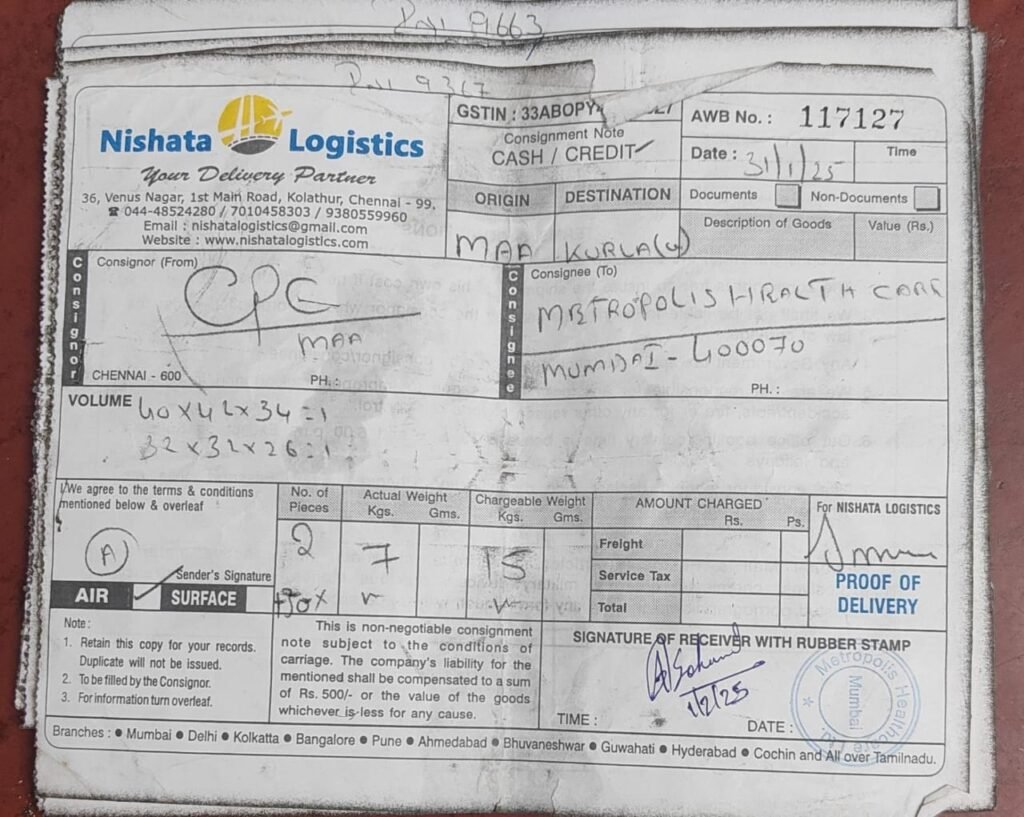 9663
9317
Nishata Logistics
Your Delivery Partner
36, Venus Nagar, 1st Main Road, Kolathur, Chennai - 99.
☎ 044-48524280 / 7010458303 / 9380559960
Email : nishatalogistics@gmail.com
Website : www.nishatalogistics.com
GSTIN : 33ABOPY
Consignment Note
CASH / CREDIT ✓
AWB No. : 117127
Date : 31/1/25 Time
ORIGIN DESTINATION
MAA KURLA(W)
Documents Non-Documents
Description of Goods Value (Rs.)
Consignor
Consignor (From)
CPC
MAA
CHENNAI - 600 PH. :
Consignee
Consignee (To)
METROPOLIS HEALTH CARE
MUMBAI - 400070
PH. :
VOLUME 40x42x34=1
32x32x26=1
We agree to the terms & conditions
mentioned below & overleaf
A
Sender's Signature
AIR ✓ SURFACE
No. of Pieces
2
Actual Weight
Kgs. Gms.
7
Chargeable Weight
Kgs. Gms.
15
AMOUNT CHARGED
Rs. Ps.
Freight
Service Tax
Total
For NISHATA LOGISTICS
PROOF OF
DELIVERY
Note :
1. Retain this copy for your records.
Duplicate will not be issued.
2. To be filled by the Consignor.
3. For information turn overleaf.
This is non-negotiable consignment
note subject to the conditions of
carriage. The company's liability for the
mentioned shall be compensated to a sum
of Rs. 500/- or the value of the goods
whichever is less for any cause.
SIGNATURE OF RECEIVER WITH RUBBER STAMP
1/2/25
TIME : DATE :
Metropolis Healthcare Ltd.
Mumbai
Branches : ● Mumbai ● Delhi ● Kolkatta ● Bangalore ● Pune ● Ahmedabad ● Bhuvaneshwar ● Guwahati ● Hyderabad ● Cochin and All over Tamilnadu.